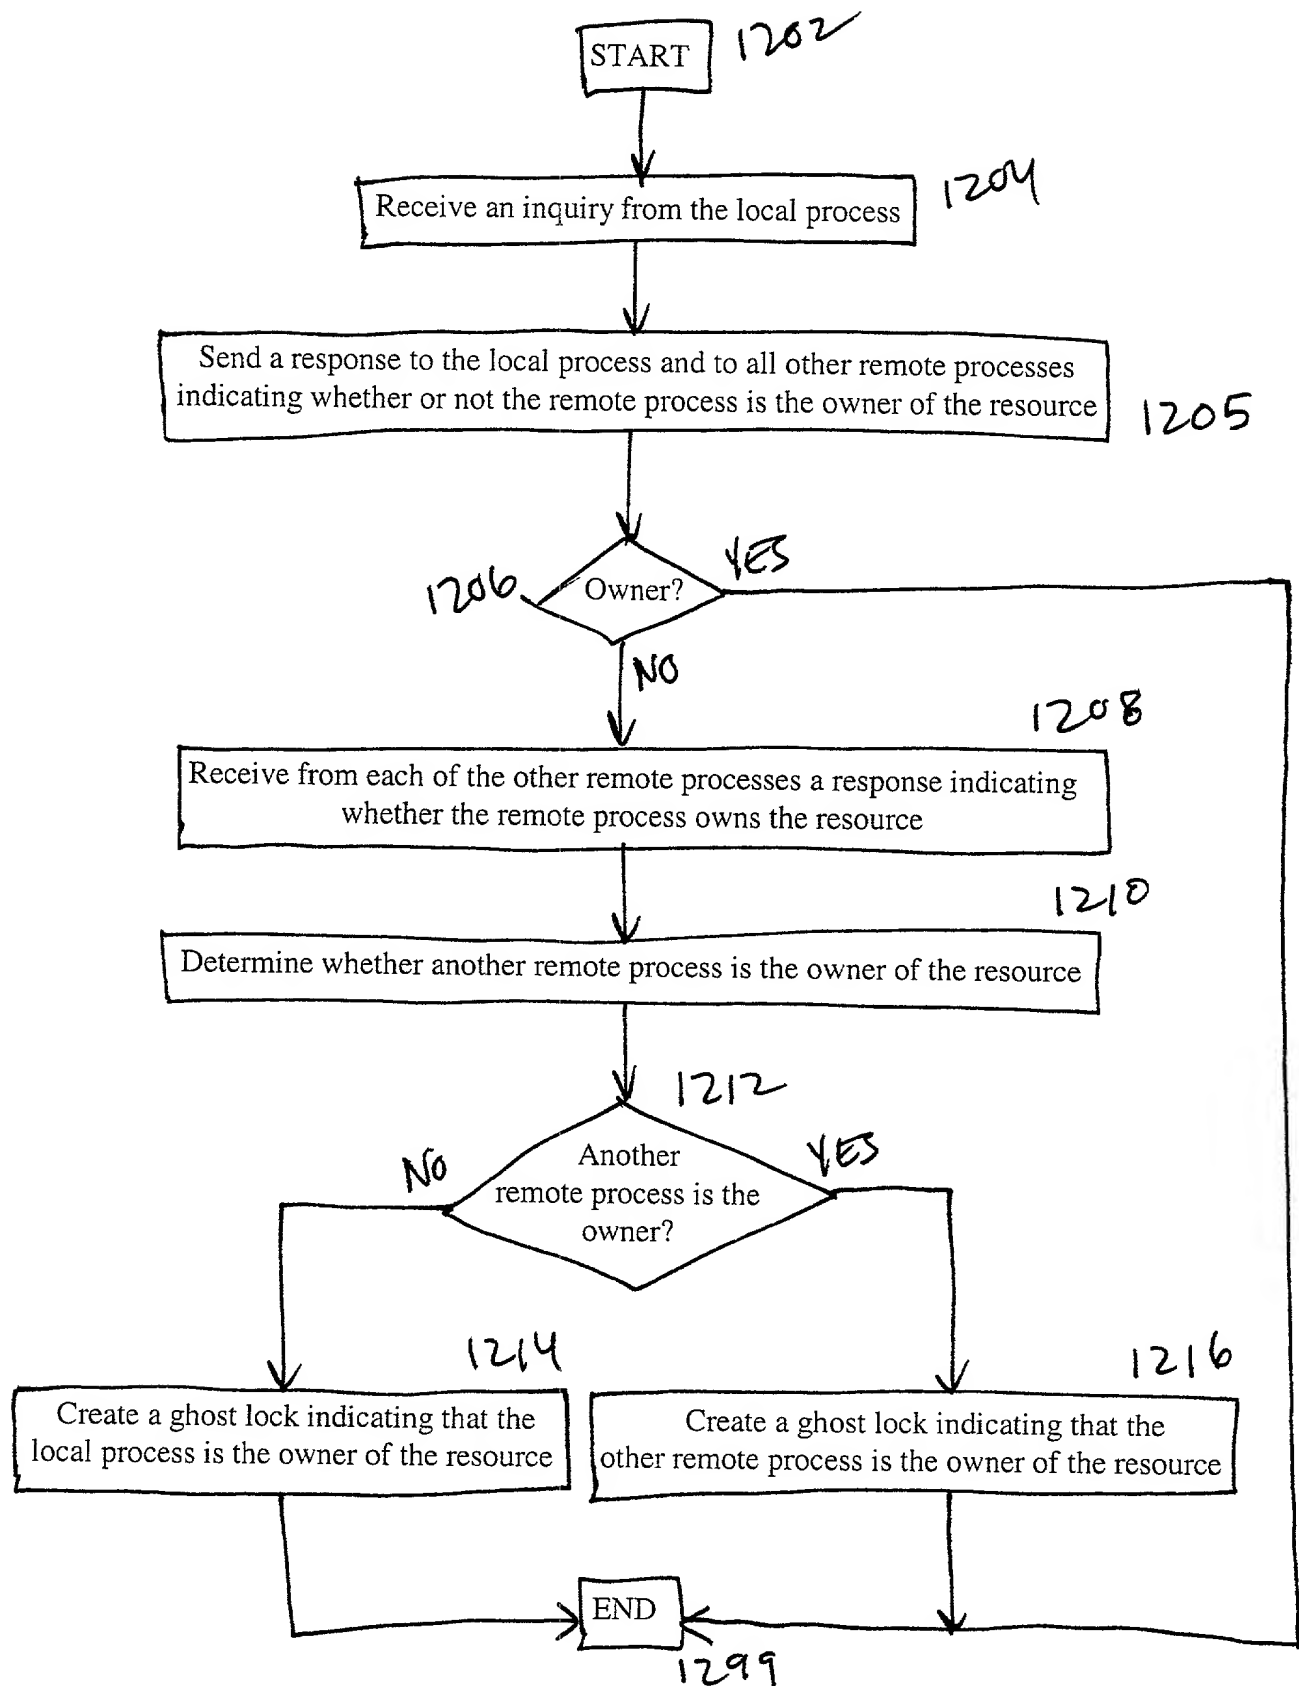 START
1202
Receive an inquiry from the local process
1204
Send a response to the local process and to all other remote processes
indicating whether or not the remote process is the owner of the resource
1205
1206
Owner?
YES
NO
1208
Receive from each of the other remote processes a response indicating
whether the remote process owns the resource
1210
Determine whether another remote process is the owner of the resource
1212
NO
Another
remote process is the
owner?
YES
1214
Create a ghost lock indicating that the
local process is the owner of the resource
1216
Create a ghost lock indicating that the
other remote process is the owner of the resource
END
1299